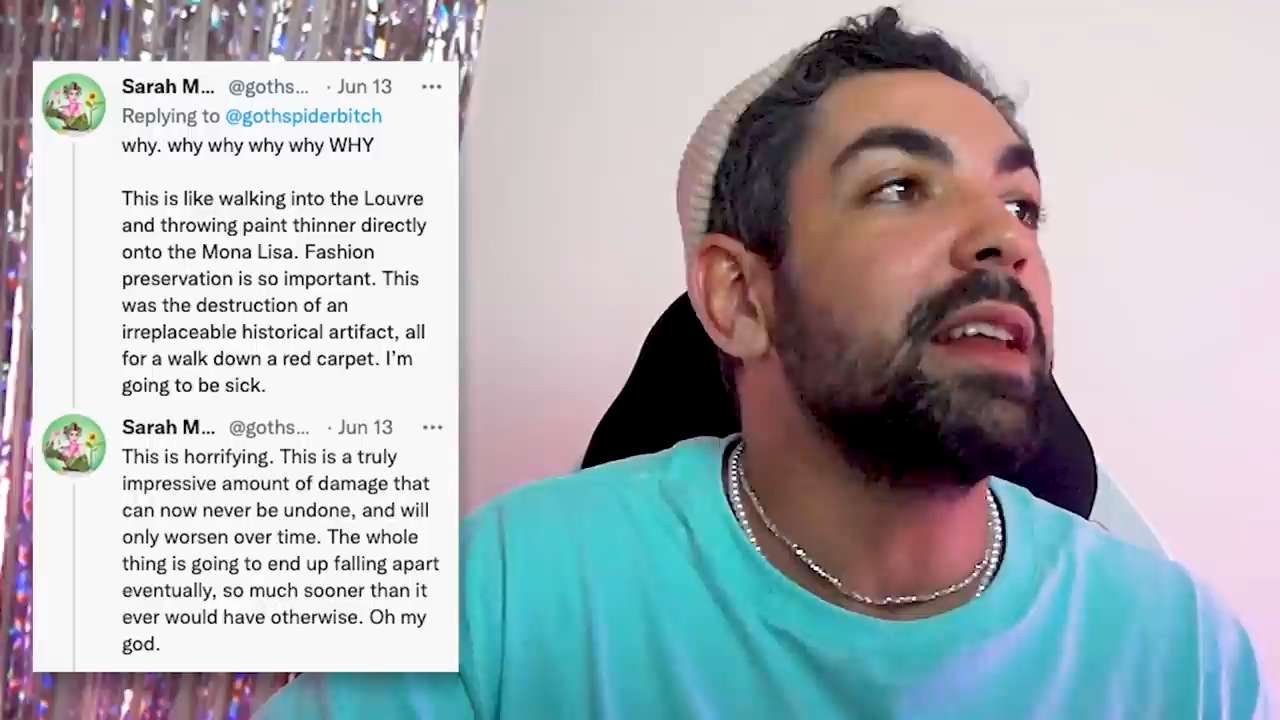 Sarah M... @goths... · Jun 13 ···
Replying to @gothspiderbitch
why. why why why why WHY
This is like walking into the Louvre
and throwing paint thinner directly
onto the Mona Lisa. Fashion
preservation is so important. This
was the destruction of an
irreplaceable historical artifact, all
for a walk down a red carpet. I’m
going to be sick.
Sarah M... @goths... · Jun 13 ···
This is horrifying. This is a truly
impressive amount of damage that
can now never be undone, and will
only worsen over time. The whole
thing is going to end up falling apart
eventually, so much sooner than it
ever would have otherwise. Oh my
god.